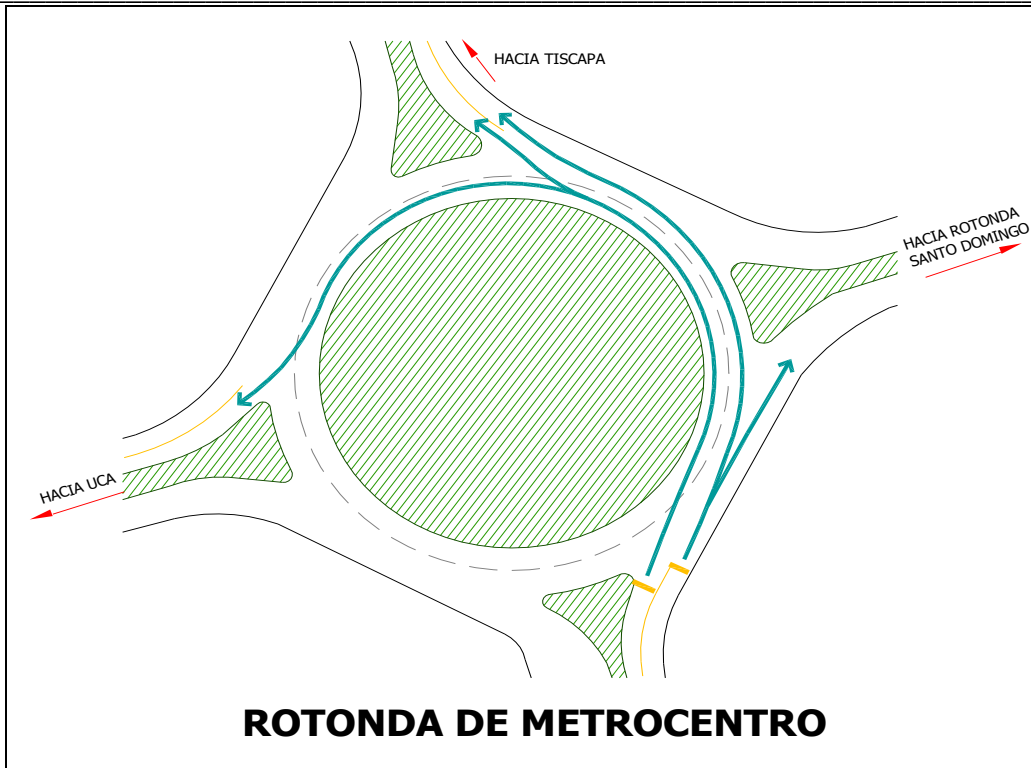 HACIA TISCAPA
HACIA ROTONDA
SANTO DOMINGO
HACIA UCA
ROTONDA DE METROCENTRO